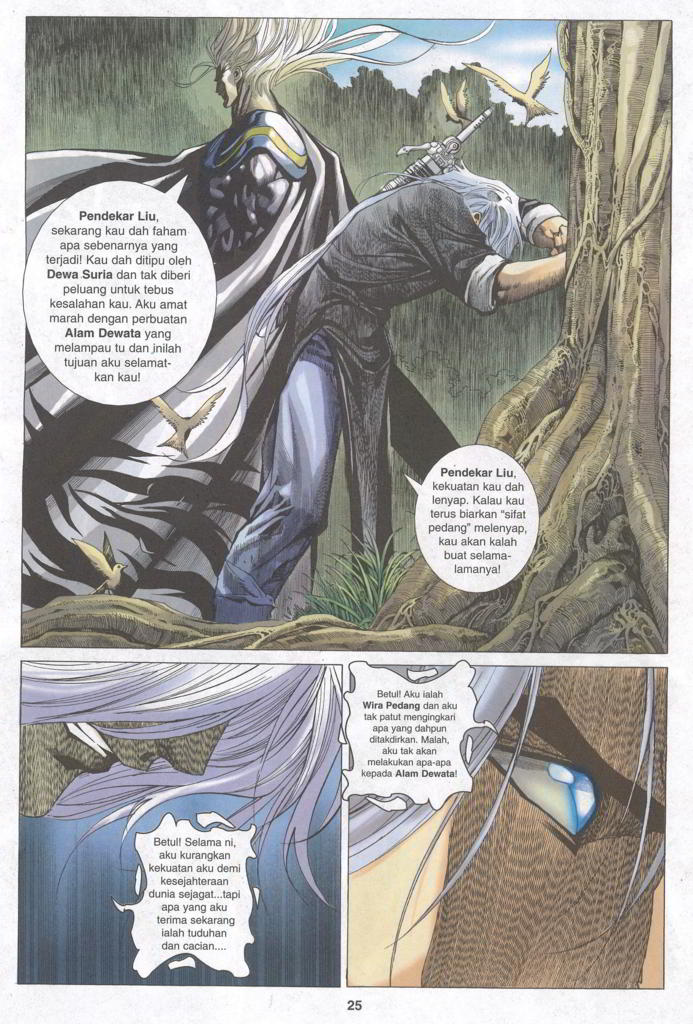 Pendekar Liu,
sekarang kau dah faham
apa sebenarnya yang
terjadi! Kau dah ditipu oleh
Dewa Suria dan tak diberi
peluang untuk tebus
kesalahan kau. Aku amat
marah dengan perbuatan
Alam Dewata yang
melampau tu dan inilah
tujuan aku selamat-
kan kau!
Pendekar Liu,
kekuatan kau dah
lenyap. Kalau kau
terus biarkan “sifat
pedang” melenyap,
kau akan kalah
buat selama-
lamanya!
Betul! Selama ni,
aku kurangkan
kekuatan aku demi
kesejahteraan
dunia sejagat...tapi
apa yang aku
terima sekarang
ialah tuduhan
dan cacian....
Betul! Aku ialah
Wira Pedang dan aku
tak patut mengingkari
apa yang dahpun
ditakdirkan. Malah,
aku tak akan
melakukan apa-apa
kepada Alam Dewata!
25